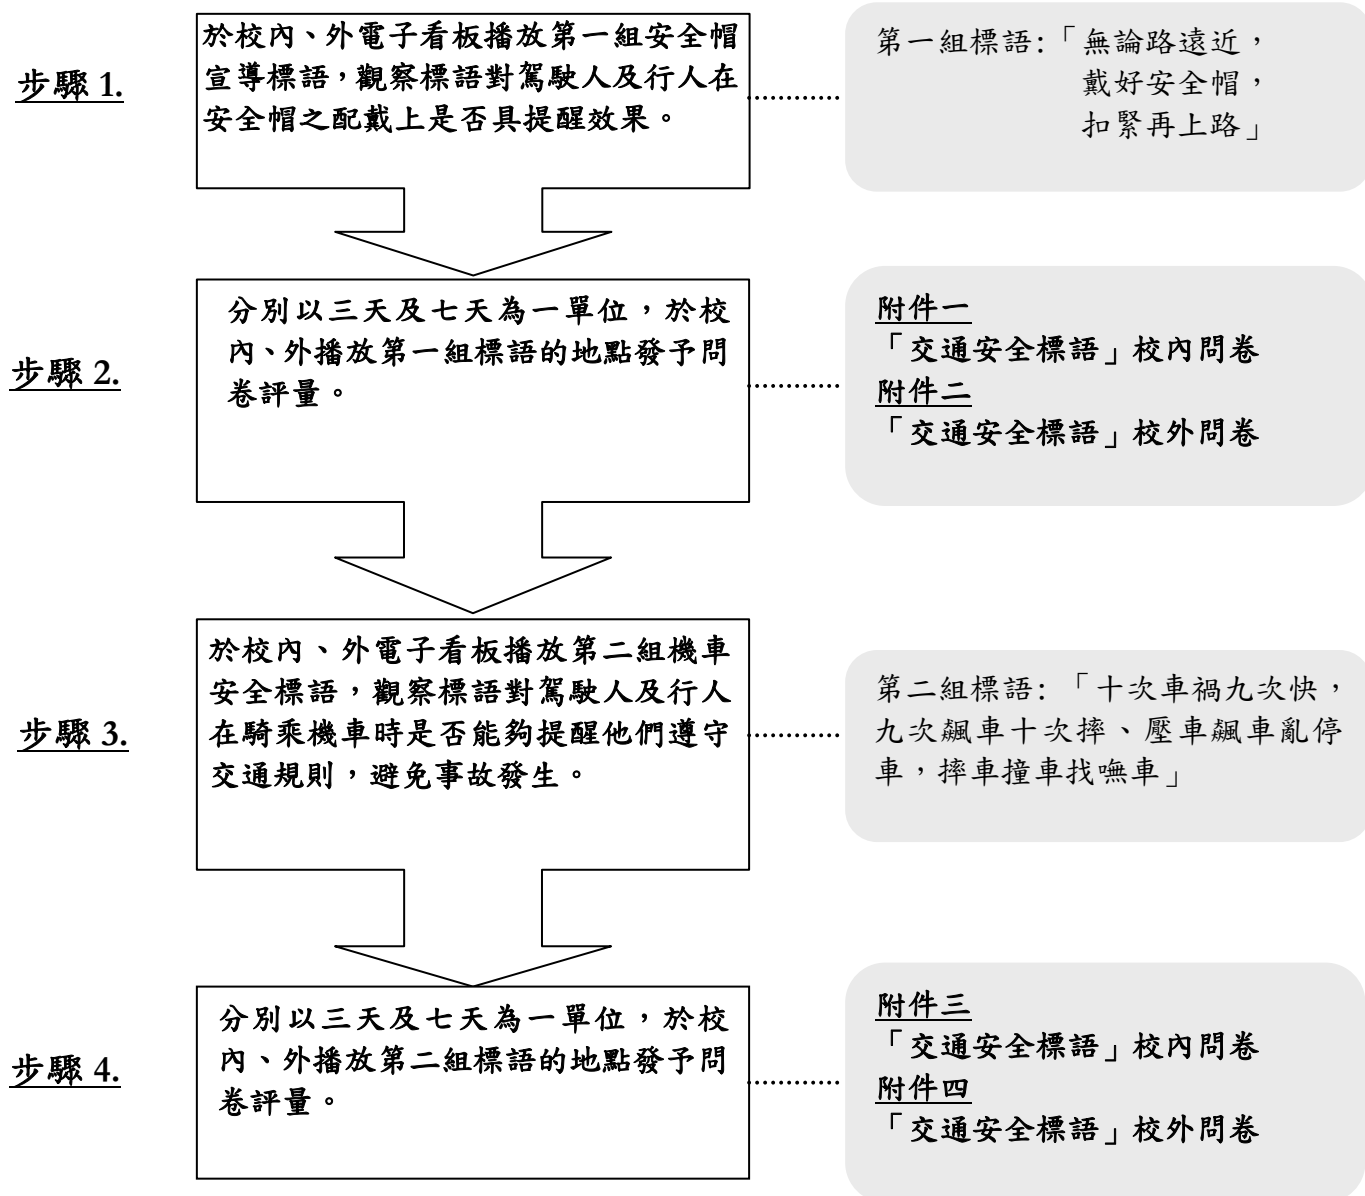 步驟 1.
於校內、外電子看板播放第一組安全帽
宣導標語，觀察標語對駕駛人及行人在
安全帽之配戴上是否具提醒效果。
第一組標語:「無論路遠近，
戴好安全帽，
扣緊再上路」
步驟 2.
分別以三天及七天為一單位，於校
內、外播放第一組標語的地點發予問
卷評量。
附件一
「交通安全標語」校內問卷
附件二
「交通安全標語」校外問卷
步驟 3.
於校內、外電子看板播放第二組機車
安全標語，觀察標語對駕駛人及行人
在騎乘機車時是否能夠提醒他們遵守
交通規則，避免事故發生。
第二組標語: 「十次車禍九次快，
九次飆車十次摔、壓車飆車亂停
車，摔車撞車找嘸車」
步驟 4.
分別以三天及七天為一單位，於校
內、外播放第二組標語的地點發予問
卷評量。
附件三
「交通安全標語」校內問卷
附件四
「交通安全標語」校外問卷